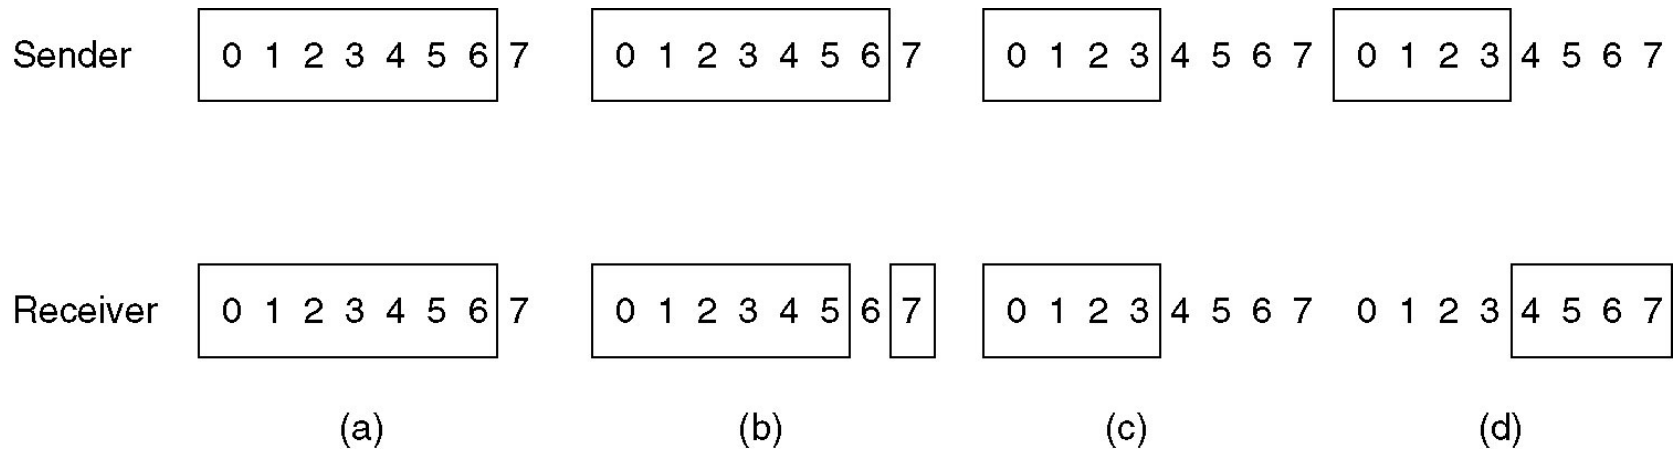 Sender 0 1 2 3 4 5 6 7 0 1 2 3 4 5 6 7 0 1 2 3 4 5 6 7 0 1 2 3 4 5 6 7
Receiver 0 1 2 3 4 5 6 7 0 1 2 3 4 5 6 7 0 1 2 3 4 5 6 7 0 1 2 3 4 5 6 7
(a) (b) (c) (d)